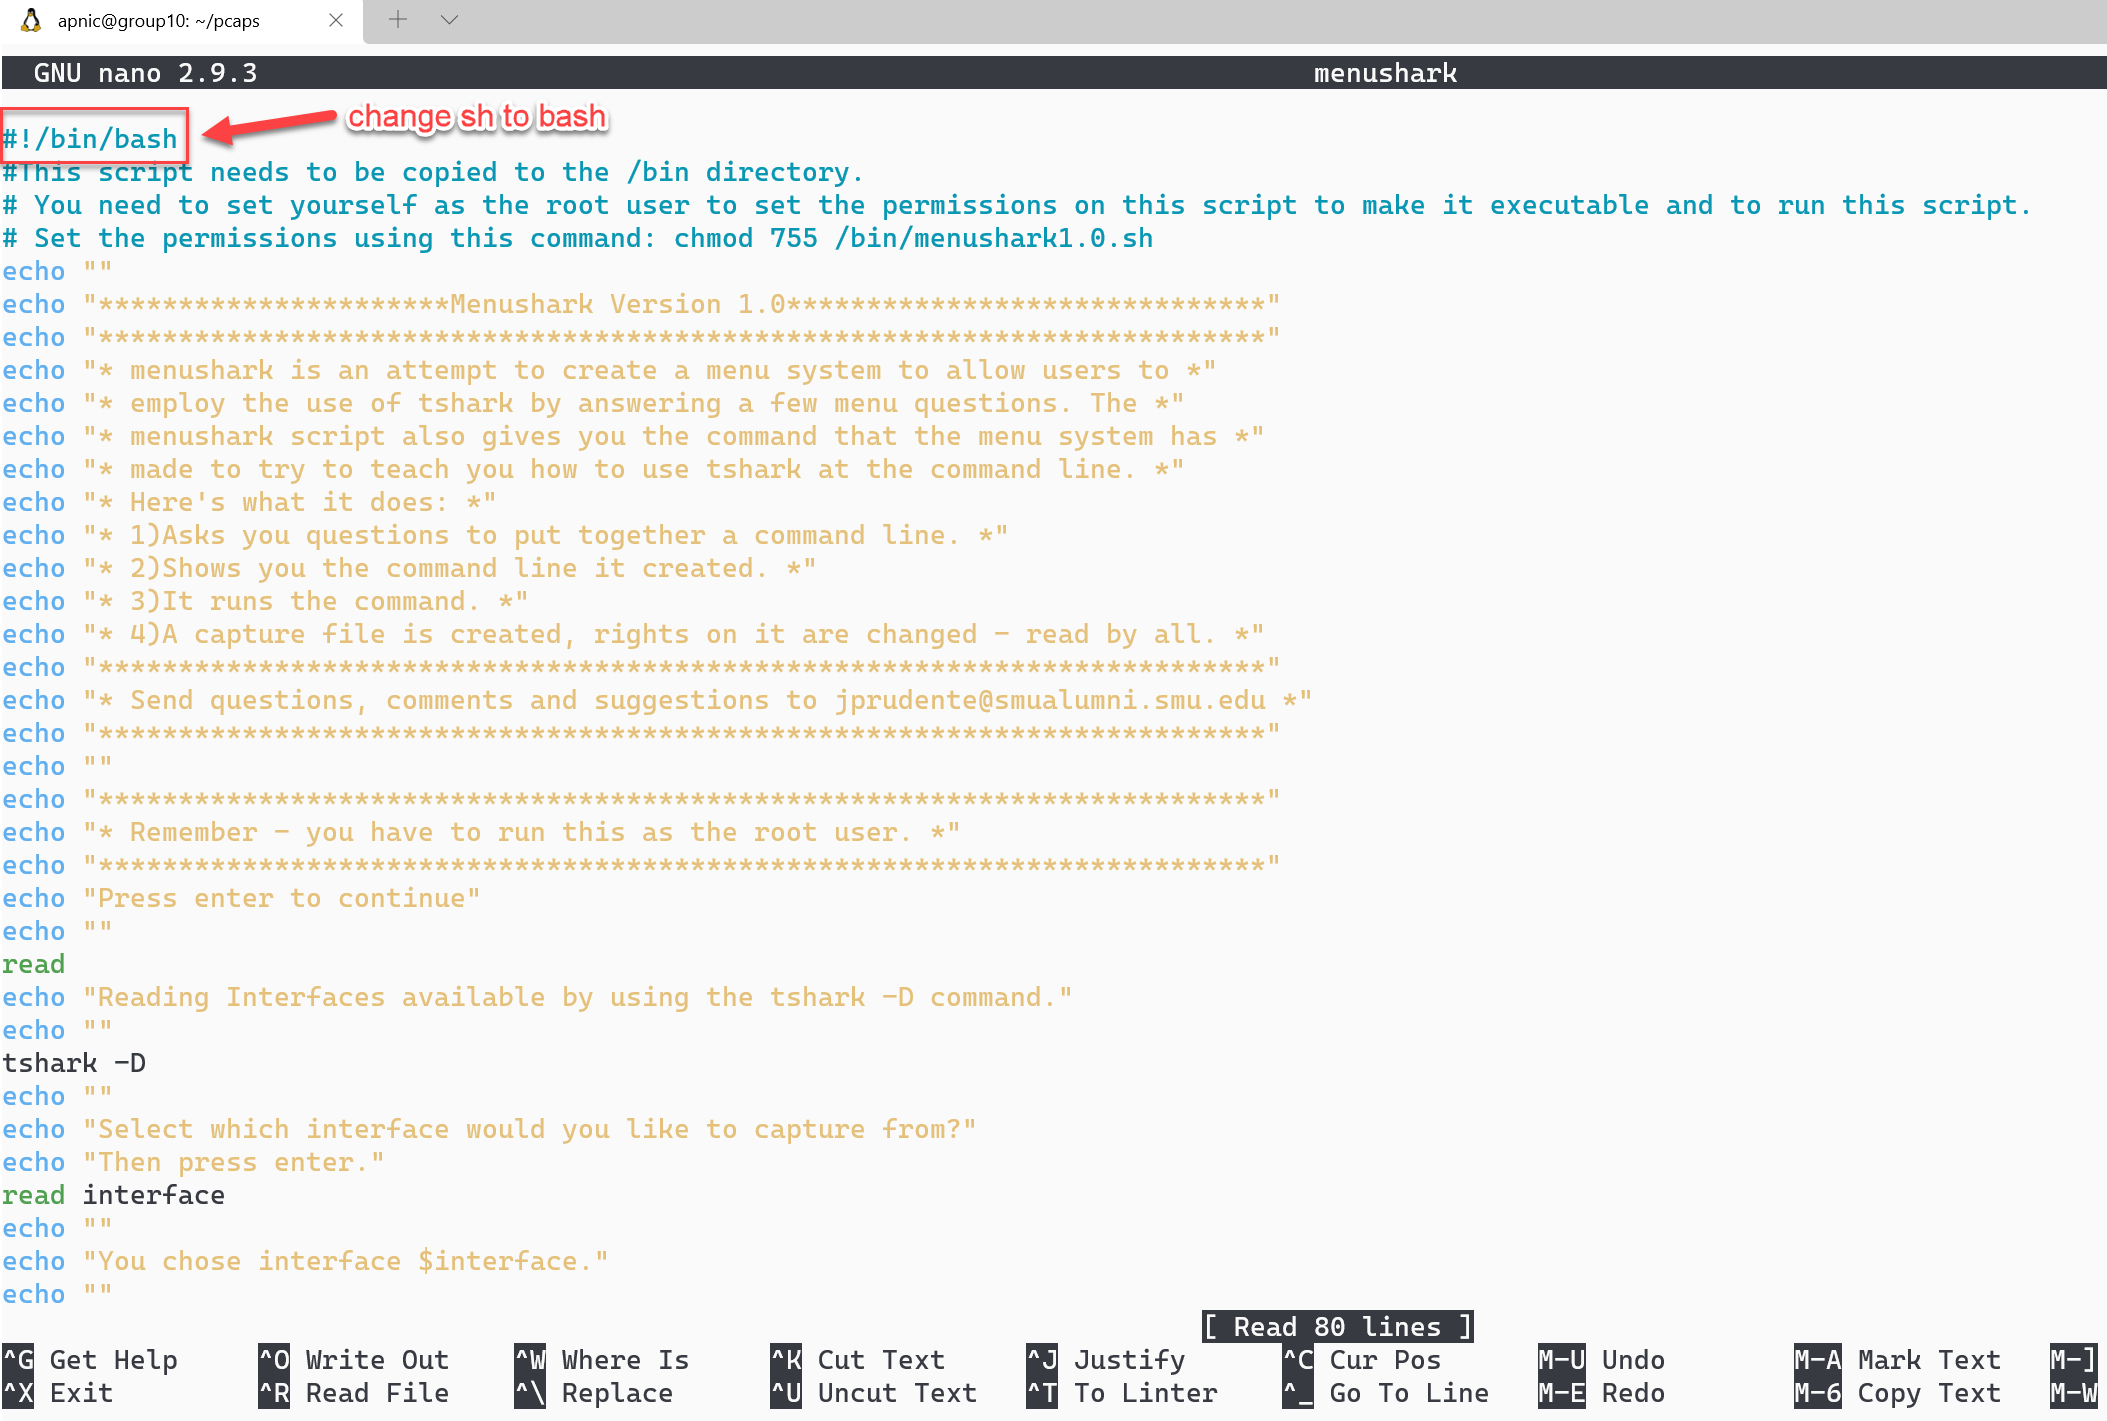 apnic@group10: ~/pcaps
GNU nano 2.9.3 menushark
change sh to bash
#!/bin/bash
#This script needs to be copied to the /bin directory.
# You need to set yourself as the root user to set the permissions on this script to make it executable and to run this script.
# Set the permissions using this command: chmod 755 /bin/menushark1.0.sh
echo ""
echo "**********************Menushark Version 1.0******************************"
echo "*************************************************************************"
echo "* menushark is an attempt to create a menu system to allow users to *"
echo "* employ the use of tshark by answering a few menu questions. The *"
echo "* menushark script also gives you the command that the menu system has *"
echo "* made to try to teach you how to use tshark at the command line. *"
echo "* Here's what it does: *"
echo "* 1)Asks you questions to put together a command line. *"
echo "* 2)Shows you the command line it created. *"
echo "* 3)It runs the command. *"
echo "* 4)A capture file is created, rights on it are changed - read by all. *"
echo "*************************************************************************"
echo "* Send questions, comments and suggestions to jprudente@smualumni.smu.edu *"
echo "*************************************************************************"
echo ""
echo "*************************************************************************"
echo "* Remember - you have to run this as the root user. *"
echo "*************************************************************************"
echo "Press enter to continue"
echo ""
read
echo "Reading Interfaces available by using the tshark -D command."
echo ""
tshark -D
echo ""
echo "Select which interface would you like to capture from?"
echo "Then press enter."
read interface
echo ""
echo "You chose interface $interface."
echo ""
[ Read 80 lines ]
^G Get Help ^O Write Out ^W Where Is ^K Cut Text ^J Justify ^C Cur Pos M-U Undo M-A Mark Text M-]
^X Exit ^R Read File ^\ Replace ^U Uncut Text ^T To Linter ^_ Go To Line M-E Redo M-6 Copy Text M-W